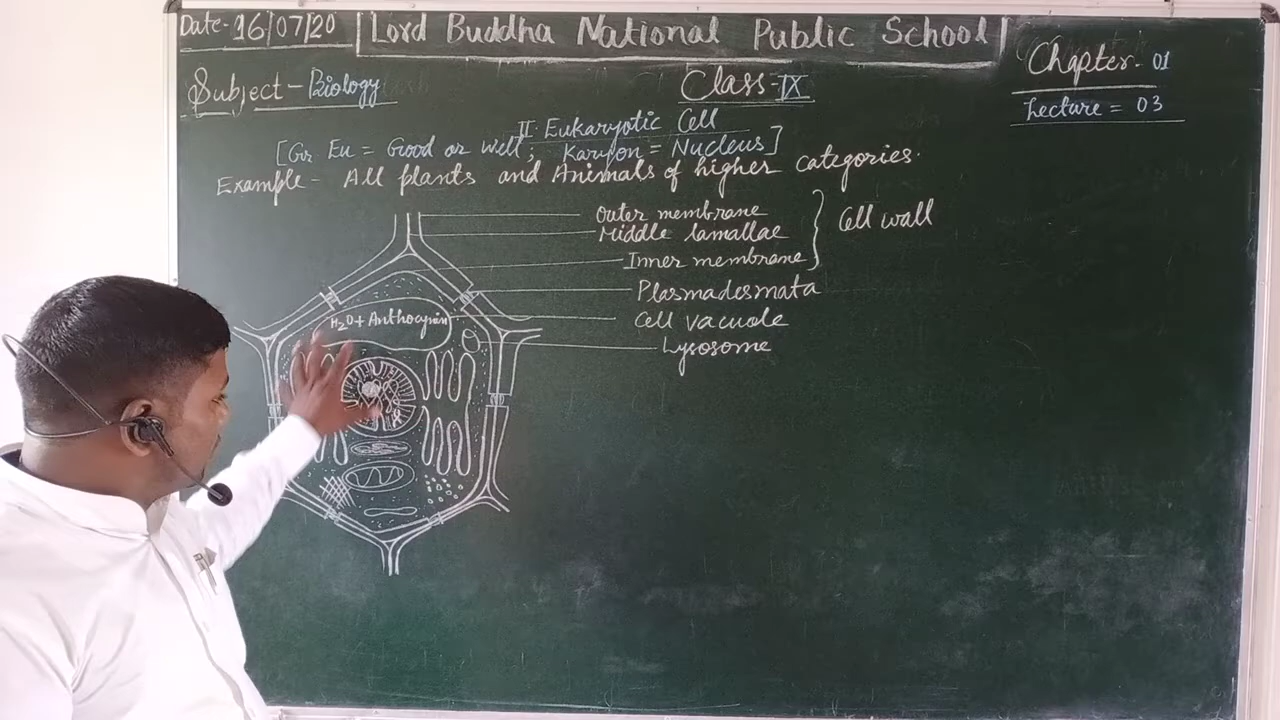 Date- 16/07/20
Lord Buddha National Public School
Chapter- 01
Lecture = 03
Subject - Biology
Class-IX
II. Eukaryotic Cell
[Gr Eu = Good or well; Karyon = Nucleus]
Example - All plants and Animals of higher categories.
Outer membrane
Middle lamallae
Inner membrane
Cell wall
Plasmadesmata
Cell vacuole
Lysosome
H2O + Anthocynin